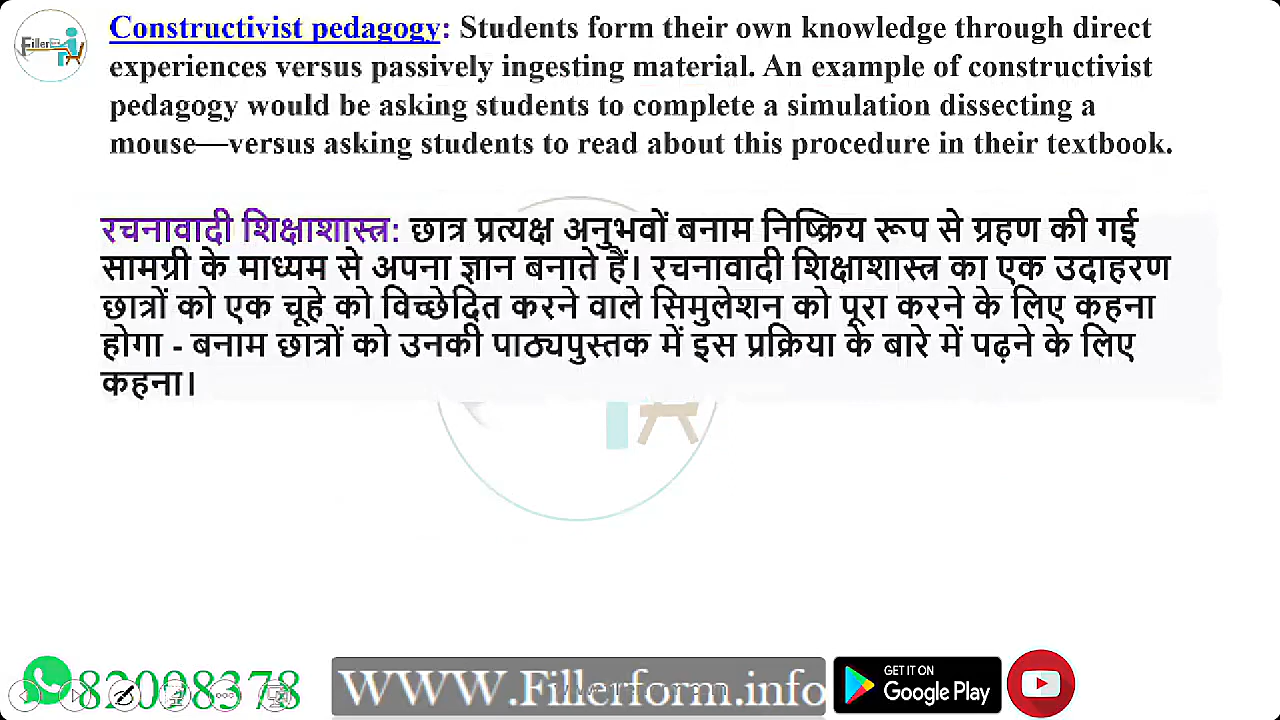 Constructivist pedagogy: Students form their own knowledge through direct
experiences versus passively ingesting material. An example of constructivist
pedagogy would be asking students to complete a simulation dissecting a
mouse—versus asking students to read about this procedure in their textbook.
रचनावादी शिक्षाशास्त्र: छात्र प्रत्यक्ष अनुभवों बनाम निष्क्रिय रूप से ग्रहण की गई
सामग्री के माध्यम से अपना ज्ञान बनाते हैं। रचनावादी शिक्षाशास्त्र का एक उदाहरण
छात्रों को एक चूहे को विच्छेदित करने वाले सिमुलेशन को पूरा करने के लिए कहना
होगा - बनाम छात्रों को उनकी पाठ्यपुस्तक में इस प्रक्रिया के बारे में पढ़ने के लिए
कहना।
82098378
WWW.Fillerform.info
GET IT ON
Google Play